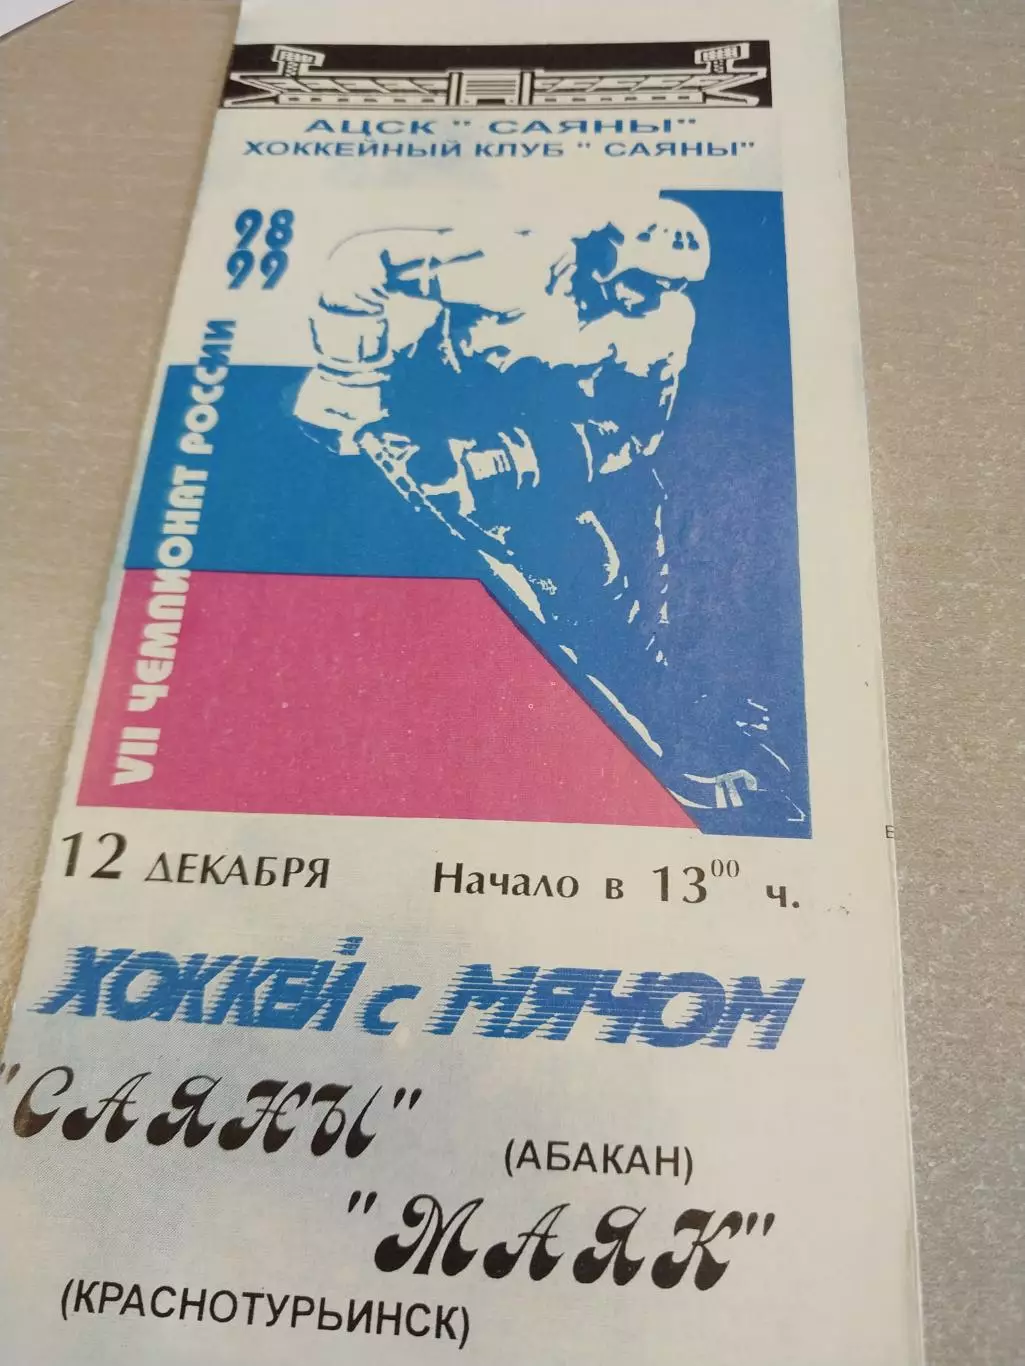 АЦСК " САЯНЫ"
ХОККЕЙНЫЙ КЛУБ " САЯНЫ"
98
99
VII ЧЕМПИОНАТ РОССИИ
12 ДЕКАБРЯ Начало в 13⁰⁰ ч.
ХОККЕЙ с МЯЧОМ
"САЯНЫ"
(АБАКАН)
"МАЯК"
(КРАСНОТУРЬИНСК)